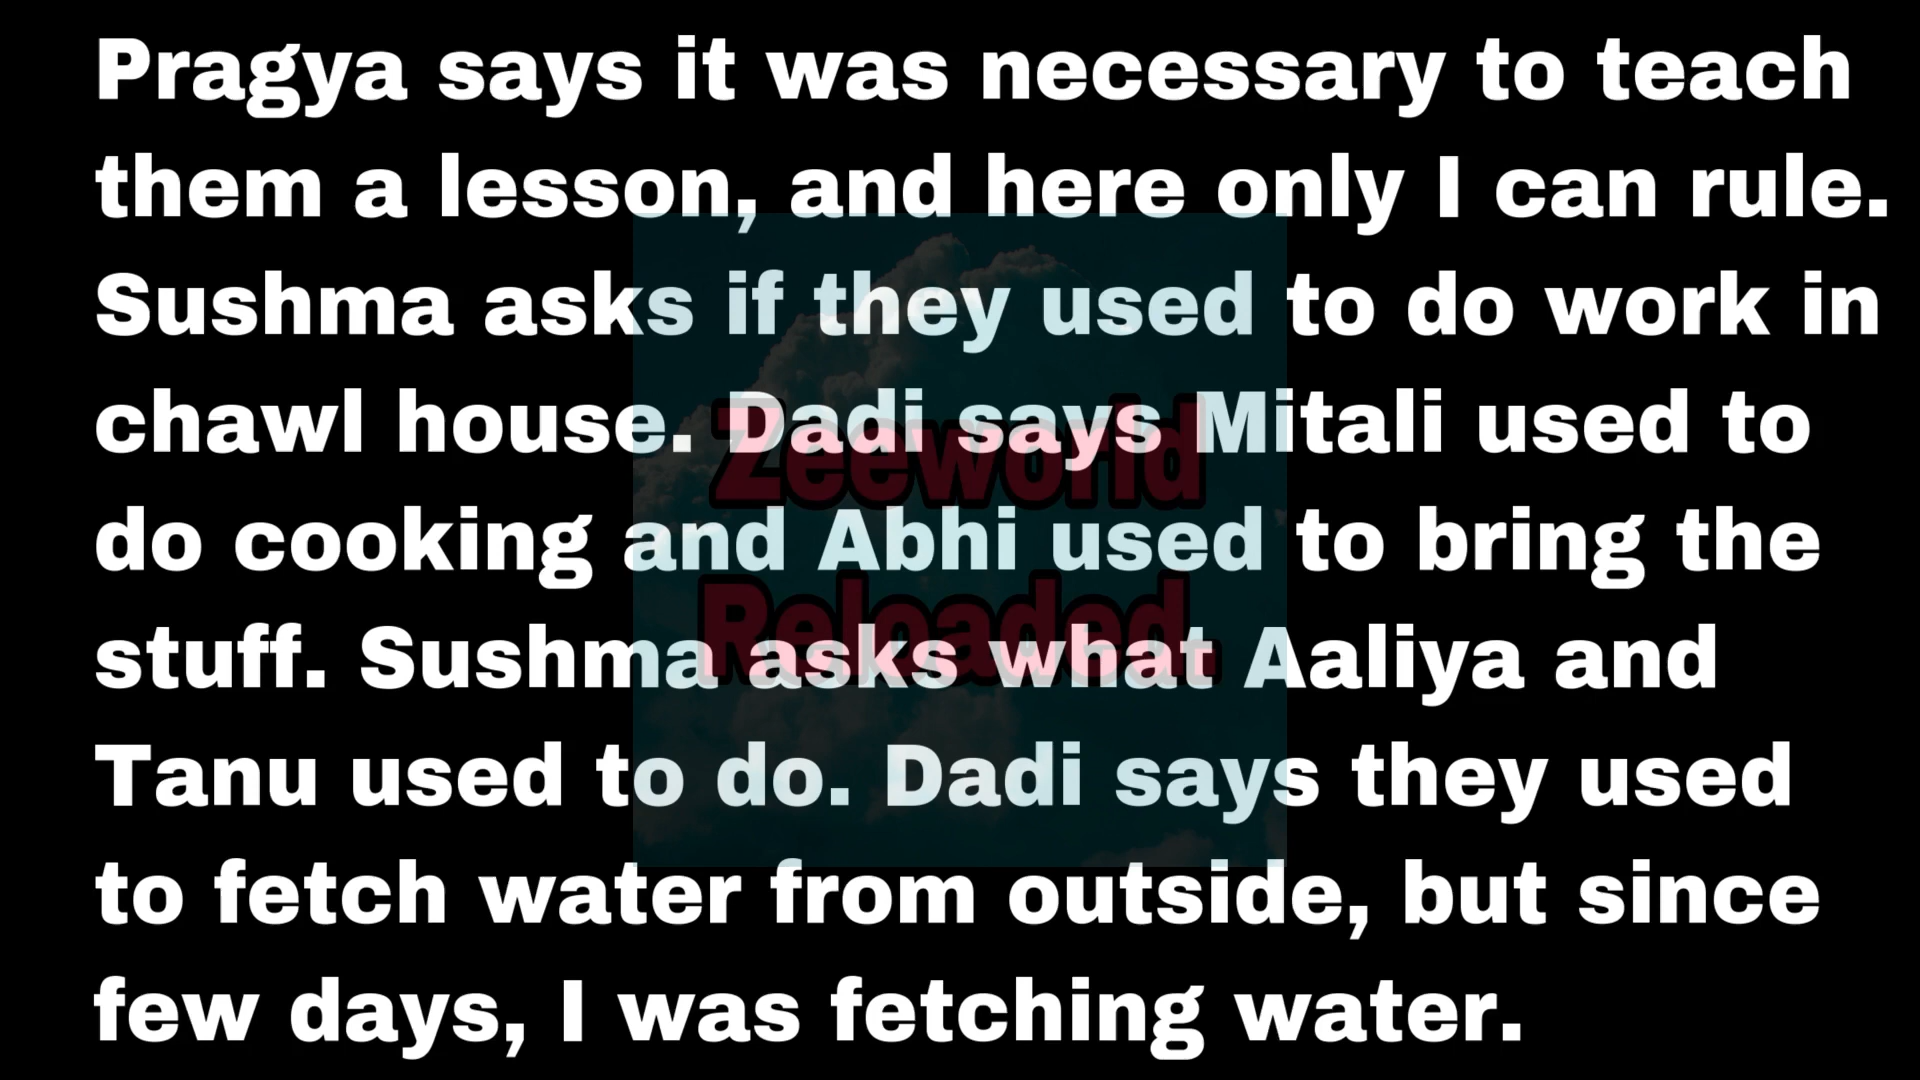 Pragya says it was necessary to teach
them a lesson, and here only I can rule.
Sushma asks if they used to do work in
chawl house. Dadi says Mitali used to
do cooking and Abhi used to bring the
stuff. Sushma asks what Aaliya and
Tanu used to do. Dadi says they used
to fetch water from outside, but since
few days, I was fetching water.
Zeeworld
Reloaded.